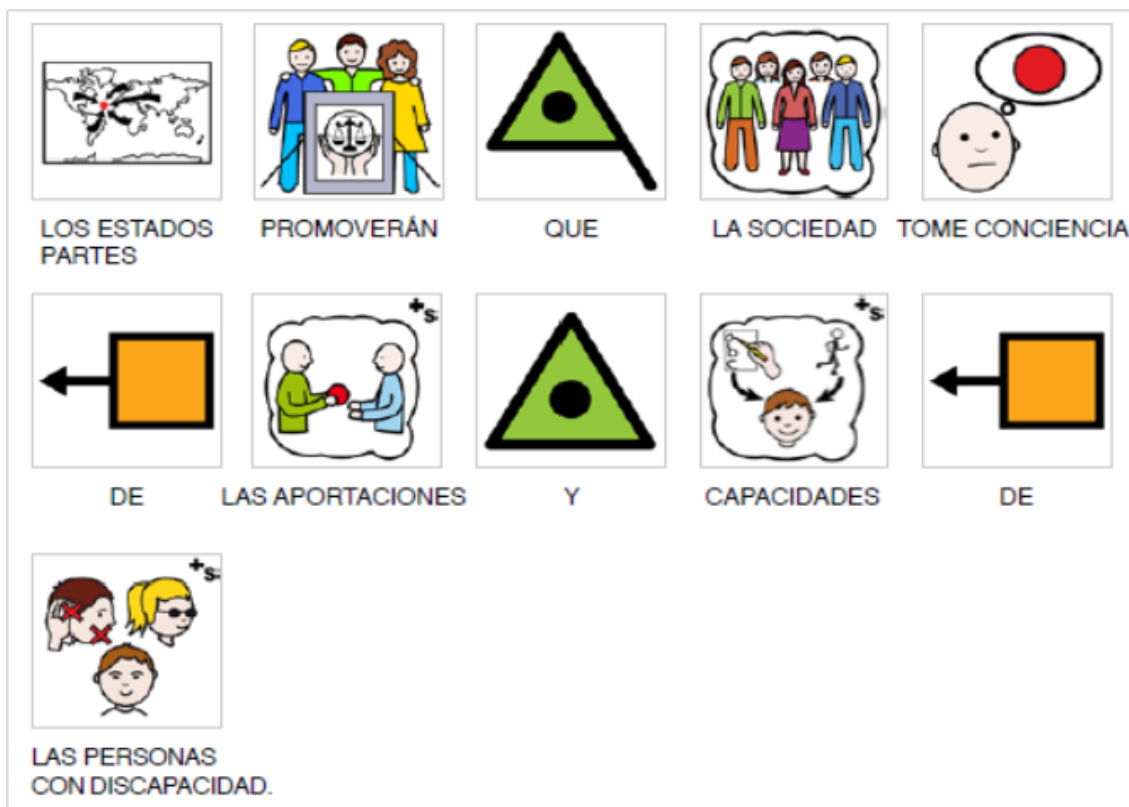 LOS ESTADOS PARTES PROMOVERÁN QUE LA SOCIEDAD TOME CONCIENCIA
+s +s
DE LAS APORTACIONES Y CAPACIDADES DE
+s
LAS PERSONAS
CON DISCAPACIDAD.